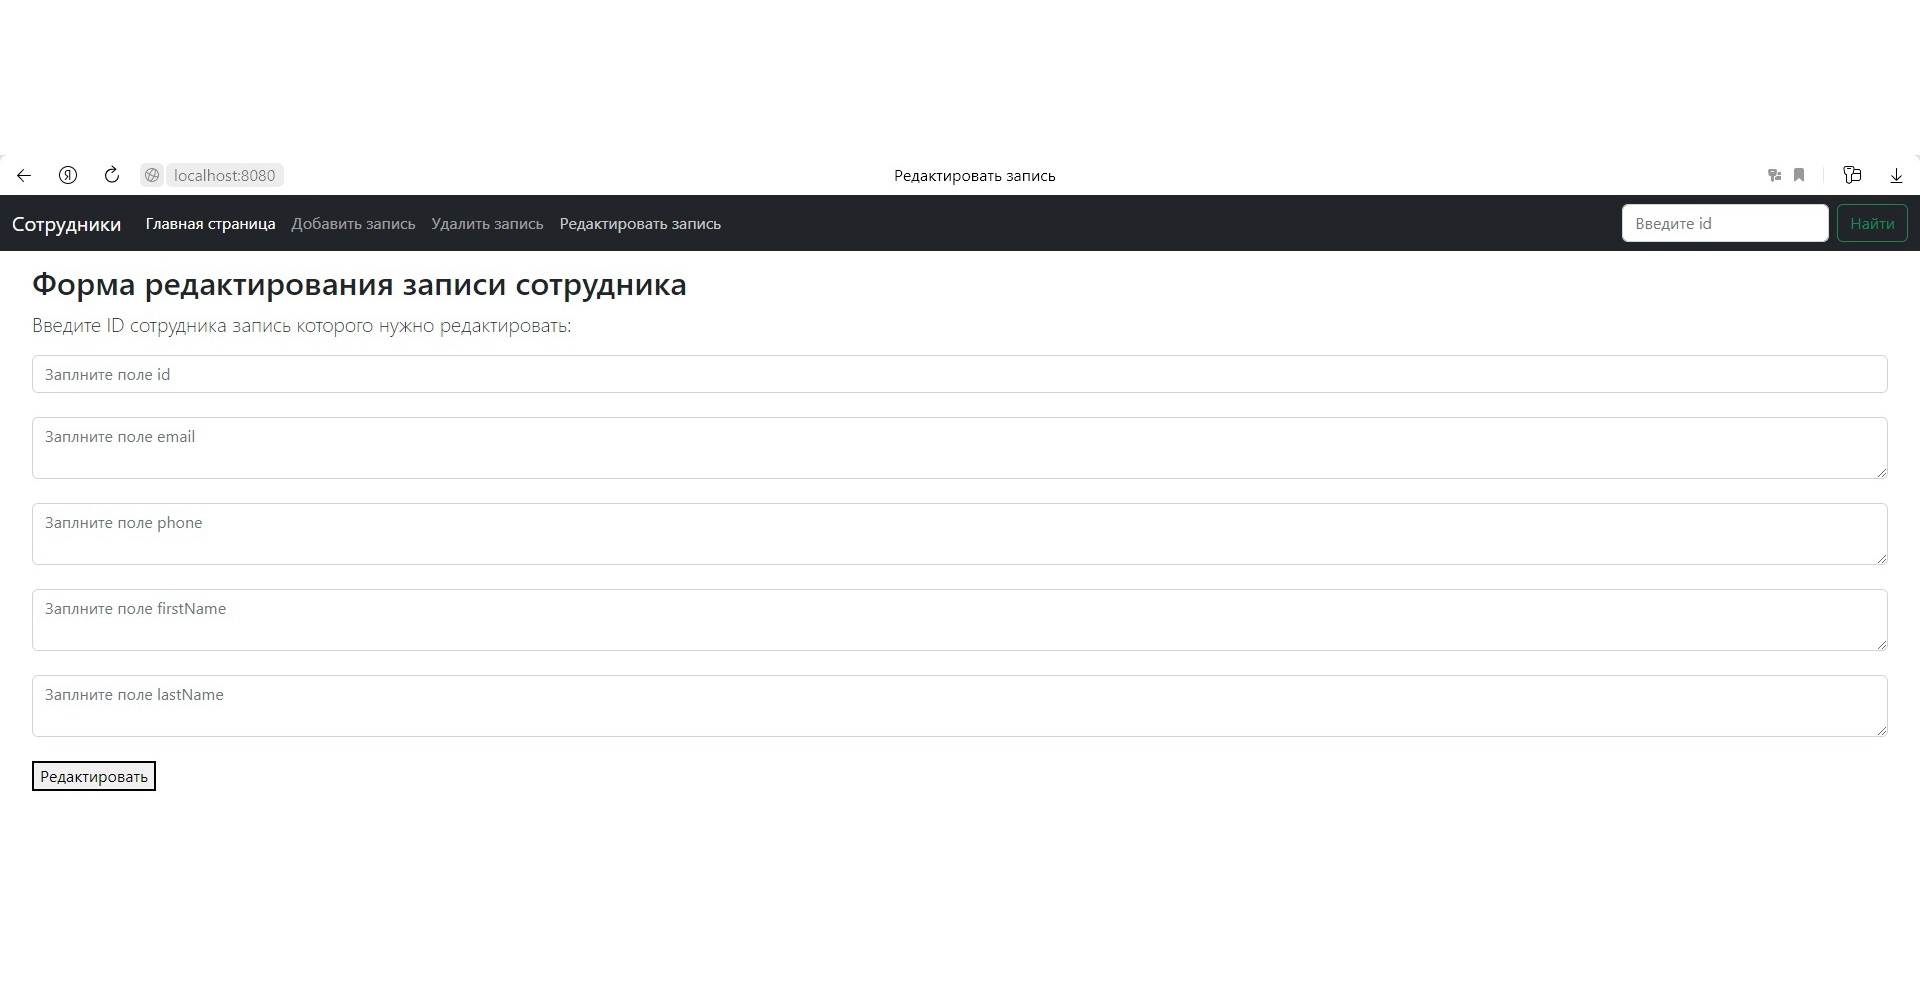 Я localhost:8080 Редактировать запись
Сотрудники Главная страница Добавить запись Удалить запись Редактировать запись Введите id Найти
Форма редактирования записи сотрудника
Введите ID сотрудника запись которого нужно редактировать:
Заплните поле id
Заплните поле email
Заплните поле phone
Заплните поле firstName
Заплните поле lastName
Редактировать